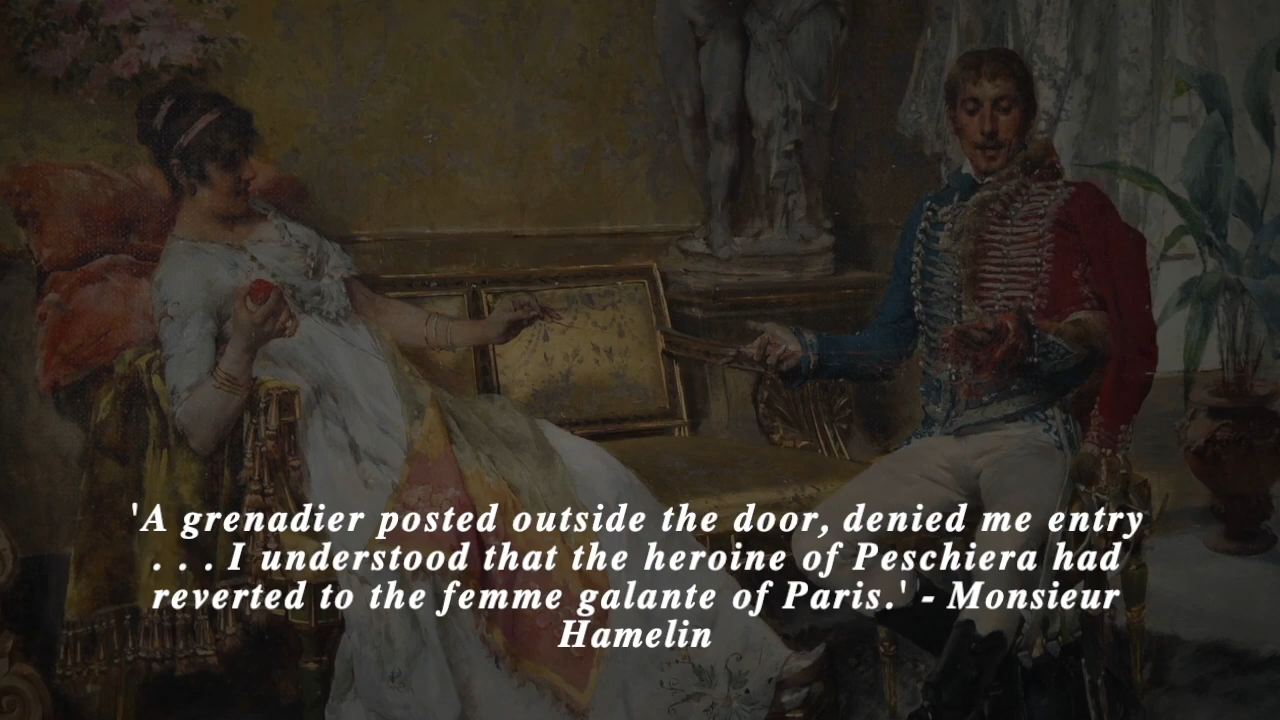 'A grenadier posted outside the door, denied me entry
. . . I understood that the heroine of Peschiera had
reverted to the femme galante of Paris.' - Monsieur
Hamelin